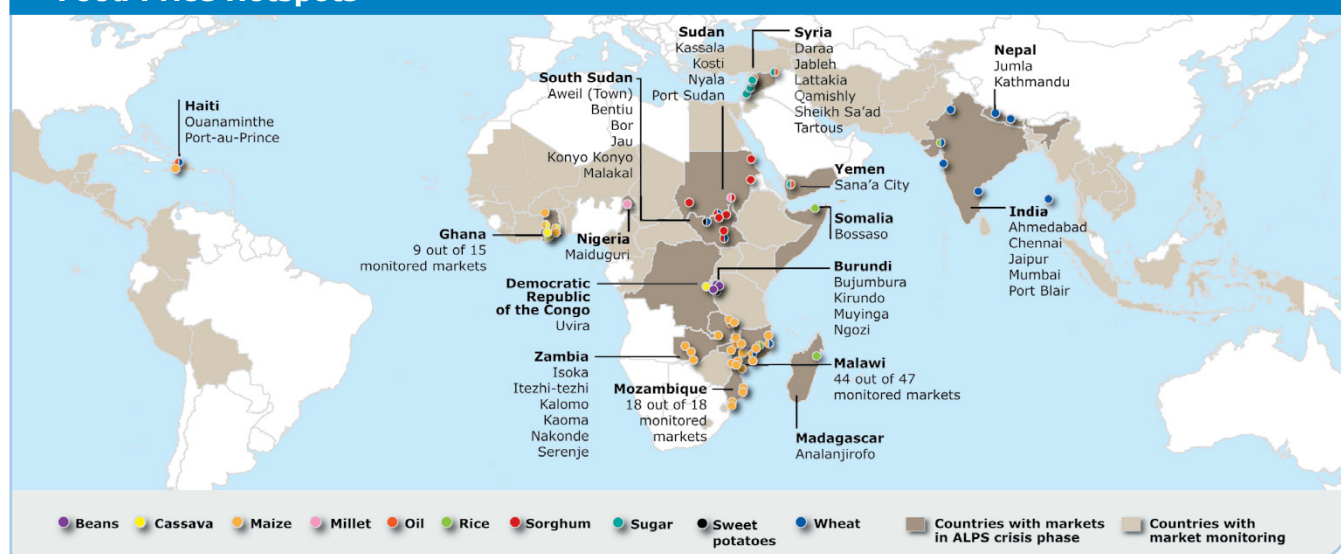 Food Price Hotspots
Haiti
Ouanaminthe
Port-au-Prince
Ghana
9 out of 15
monitored markets
Nigeria
Maiduguri
South Sudan
Aweil (Town)
Bentiu
Bor
Jau
Konyo Konyo
Malakal
Sudan
Kassala
Kosti
Nyala
Port Sudan
Syria
Daraa
Jableh
Lattakia
Qamishly
Sheikh Sa'ad
Tartous
Nepal
Jumla
Kathmandu
Yemen
Sana'a City
Somalia
Bossaso
India
Ahmedabad
Chennai
Jaipur
Mumbai
Port Blair
Democratic
Republic
of the Congo
Uvira
Burundi
Bujumbura
Kirundo
Muyinga
Ngozi
Zambia
Isoka
Itezhi-tezhi
Kalomo
Kaoma
Nakonde
Serenje
Mozambique
18 out of 18
monitored
markets
Malawi
44 out of 47
monitored markets
Madagascar
Analanjirofo
Beans
Cassava
Maize
Millet
Oil
Rice
Sorghum
Sugar
Sweet
potatoes
Wheat
Countries with markets
in ALPS crisis phase
Countries with
market monitoring